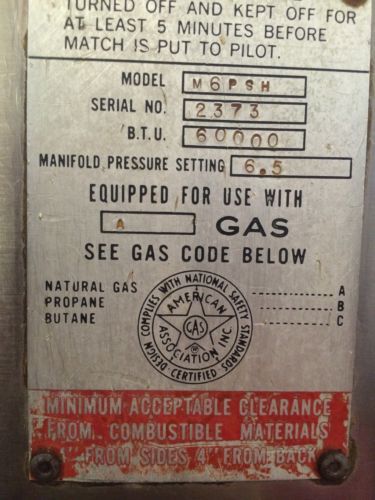 TURNED OFF AND KEPT OFF FOR
AT LEAST 5 MINUTES BEFORE
MATCH IS PUT TO PILOT.
MODEL M6PSH
SERIAL NO. 2373
B.T.U. 60000
MANIFOLD PRESSURE SETTING 6.5
EQUIPPED FOR USE WITH
A GAS
SEE GAS CODE BELOW
NATURAL GAS A
PROPANE B
BUTANE C
DESIGN COMPLIES WITH NATIONAL SAFETY STANDARDS
CERTIFIED
AMERICAN
GAS
ASSOCIATION INC.
MINIMUM ACCEPTABLE CLEARANCE
FROM COMBUSTIBLE MATERIALS
1" FROM SIDES 4" FROM BACK